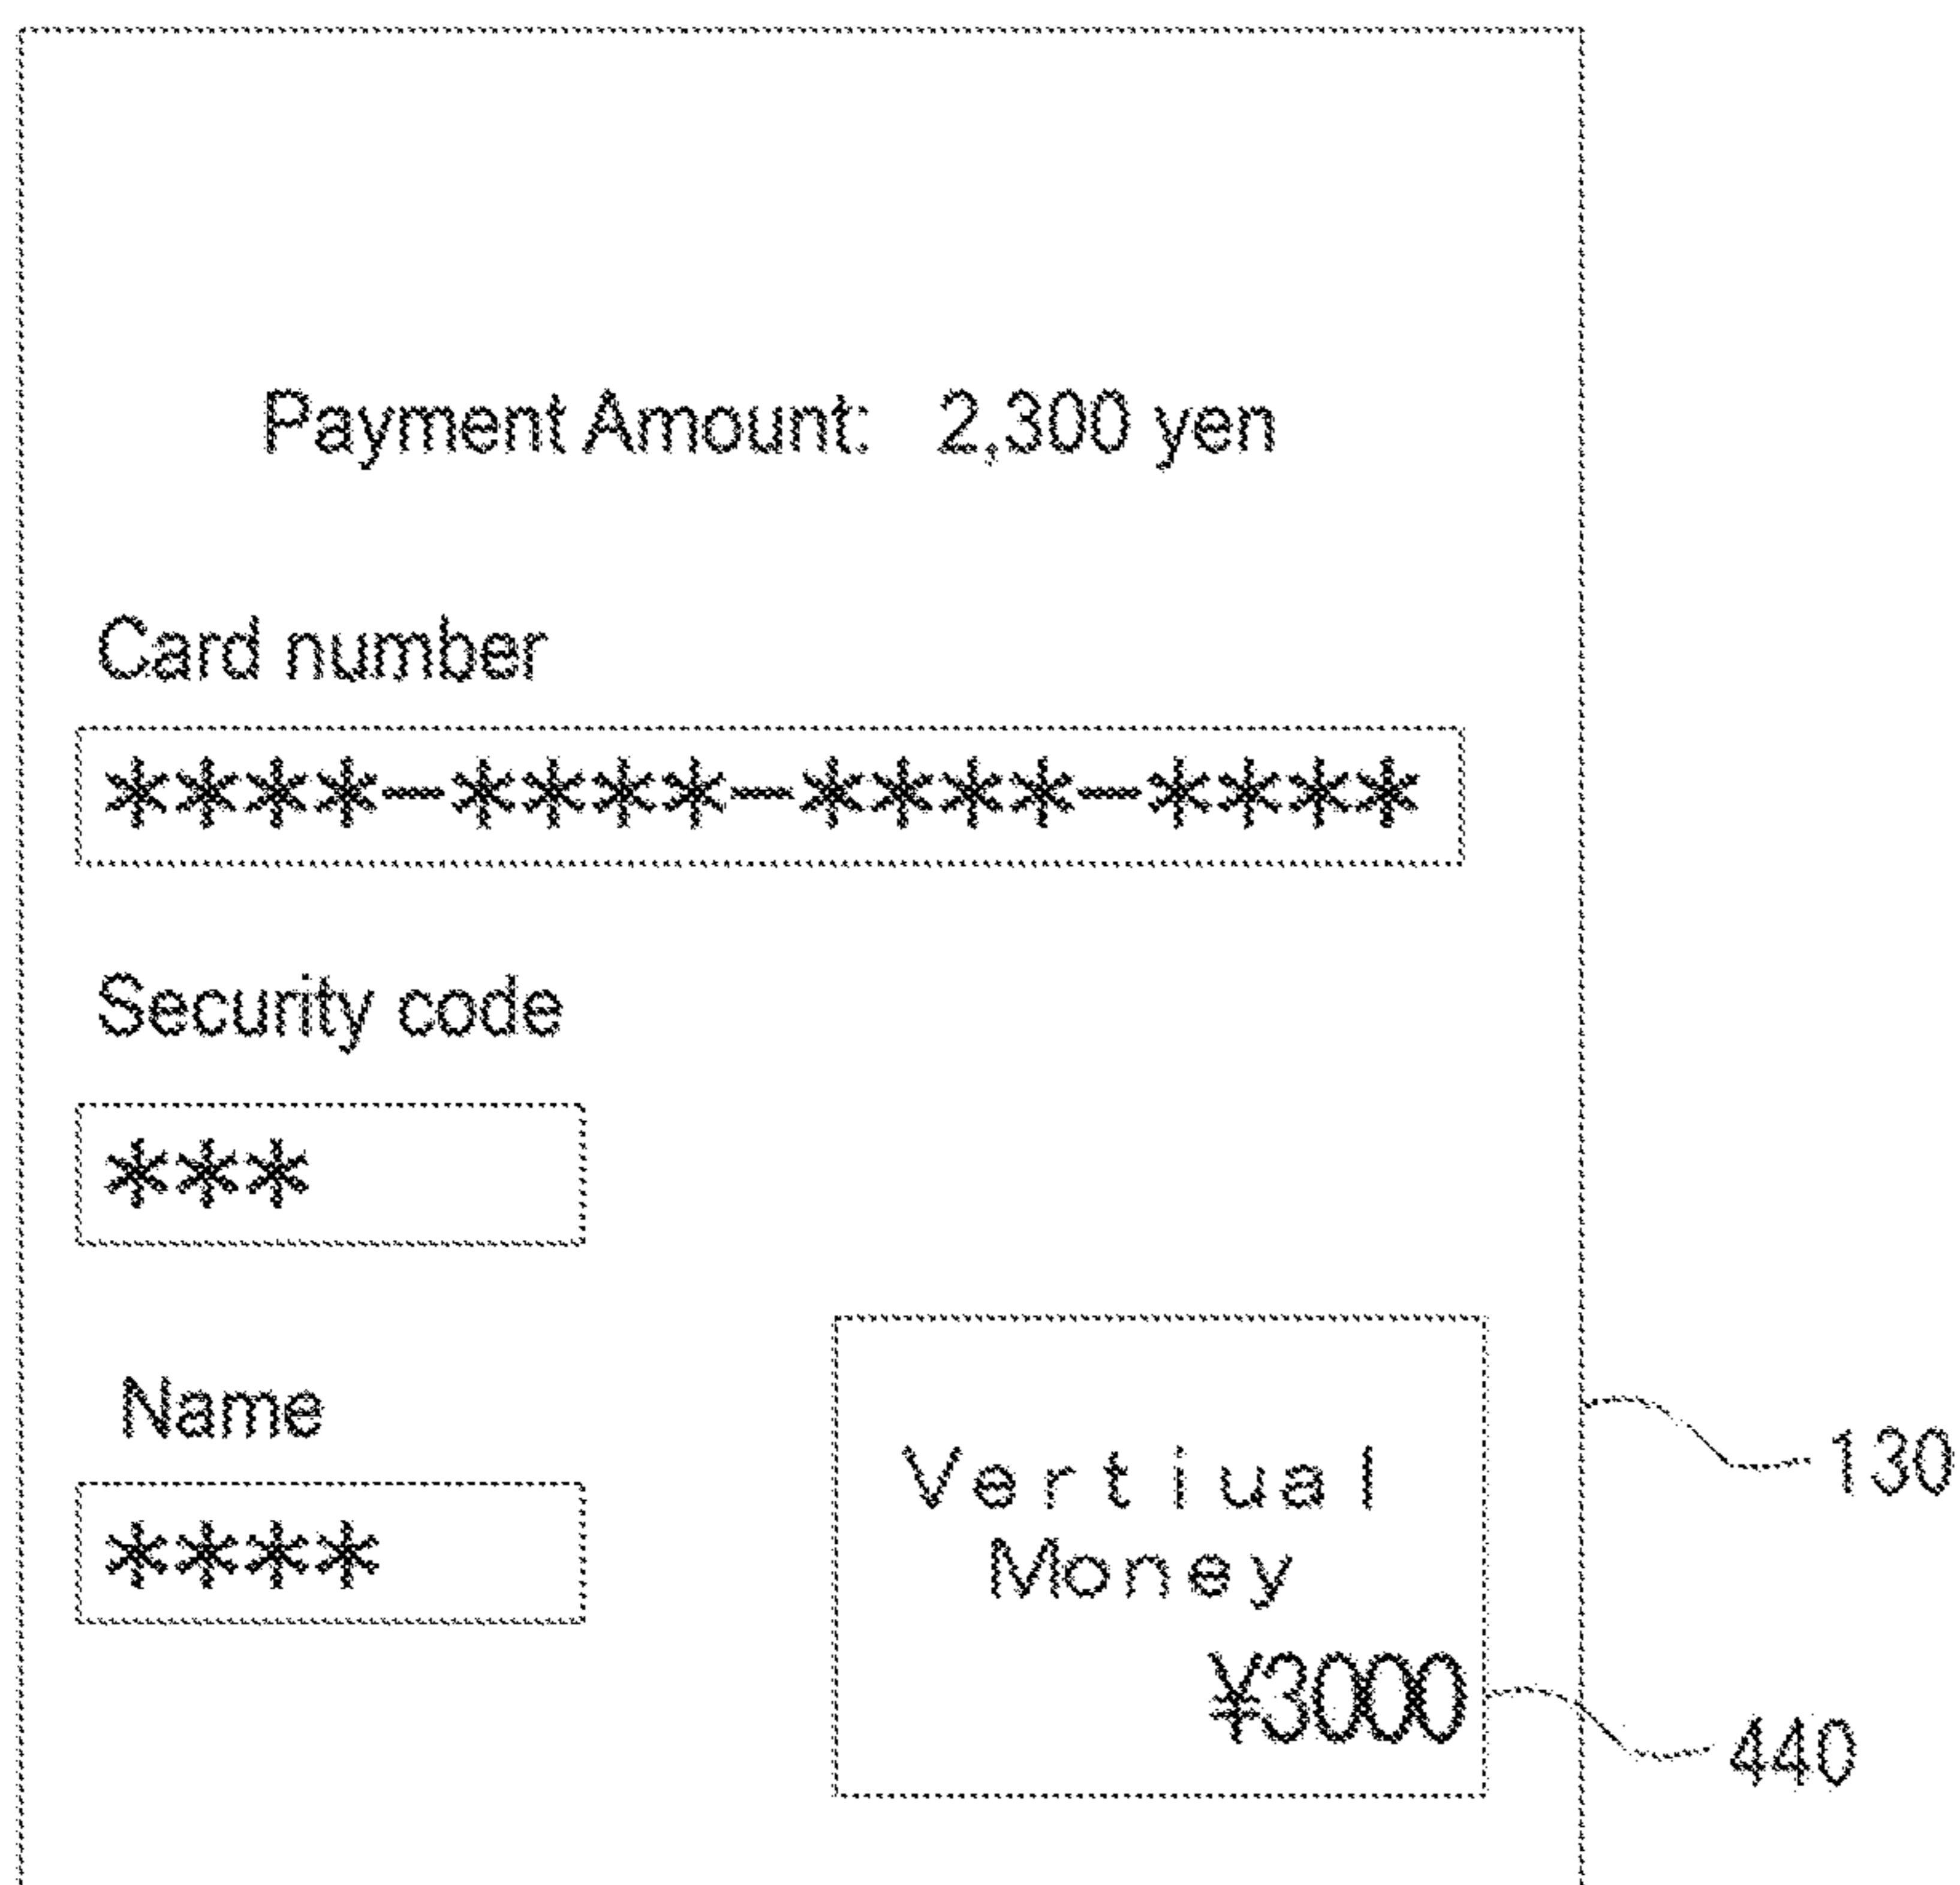 Payment Amount: 2,300 yen
Card number
****-****-****-****
Security code
***
Name
****
Vertiual
Money
¥3000
130
440